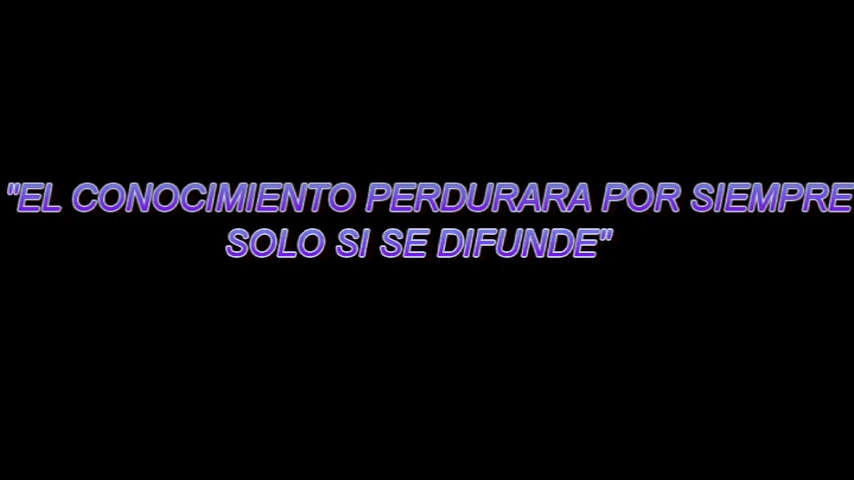 "EL CONOCIMIENTO PERDURARA POR SIEMPRE
SOLO SI SE DIFUNDE"